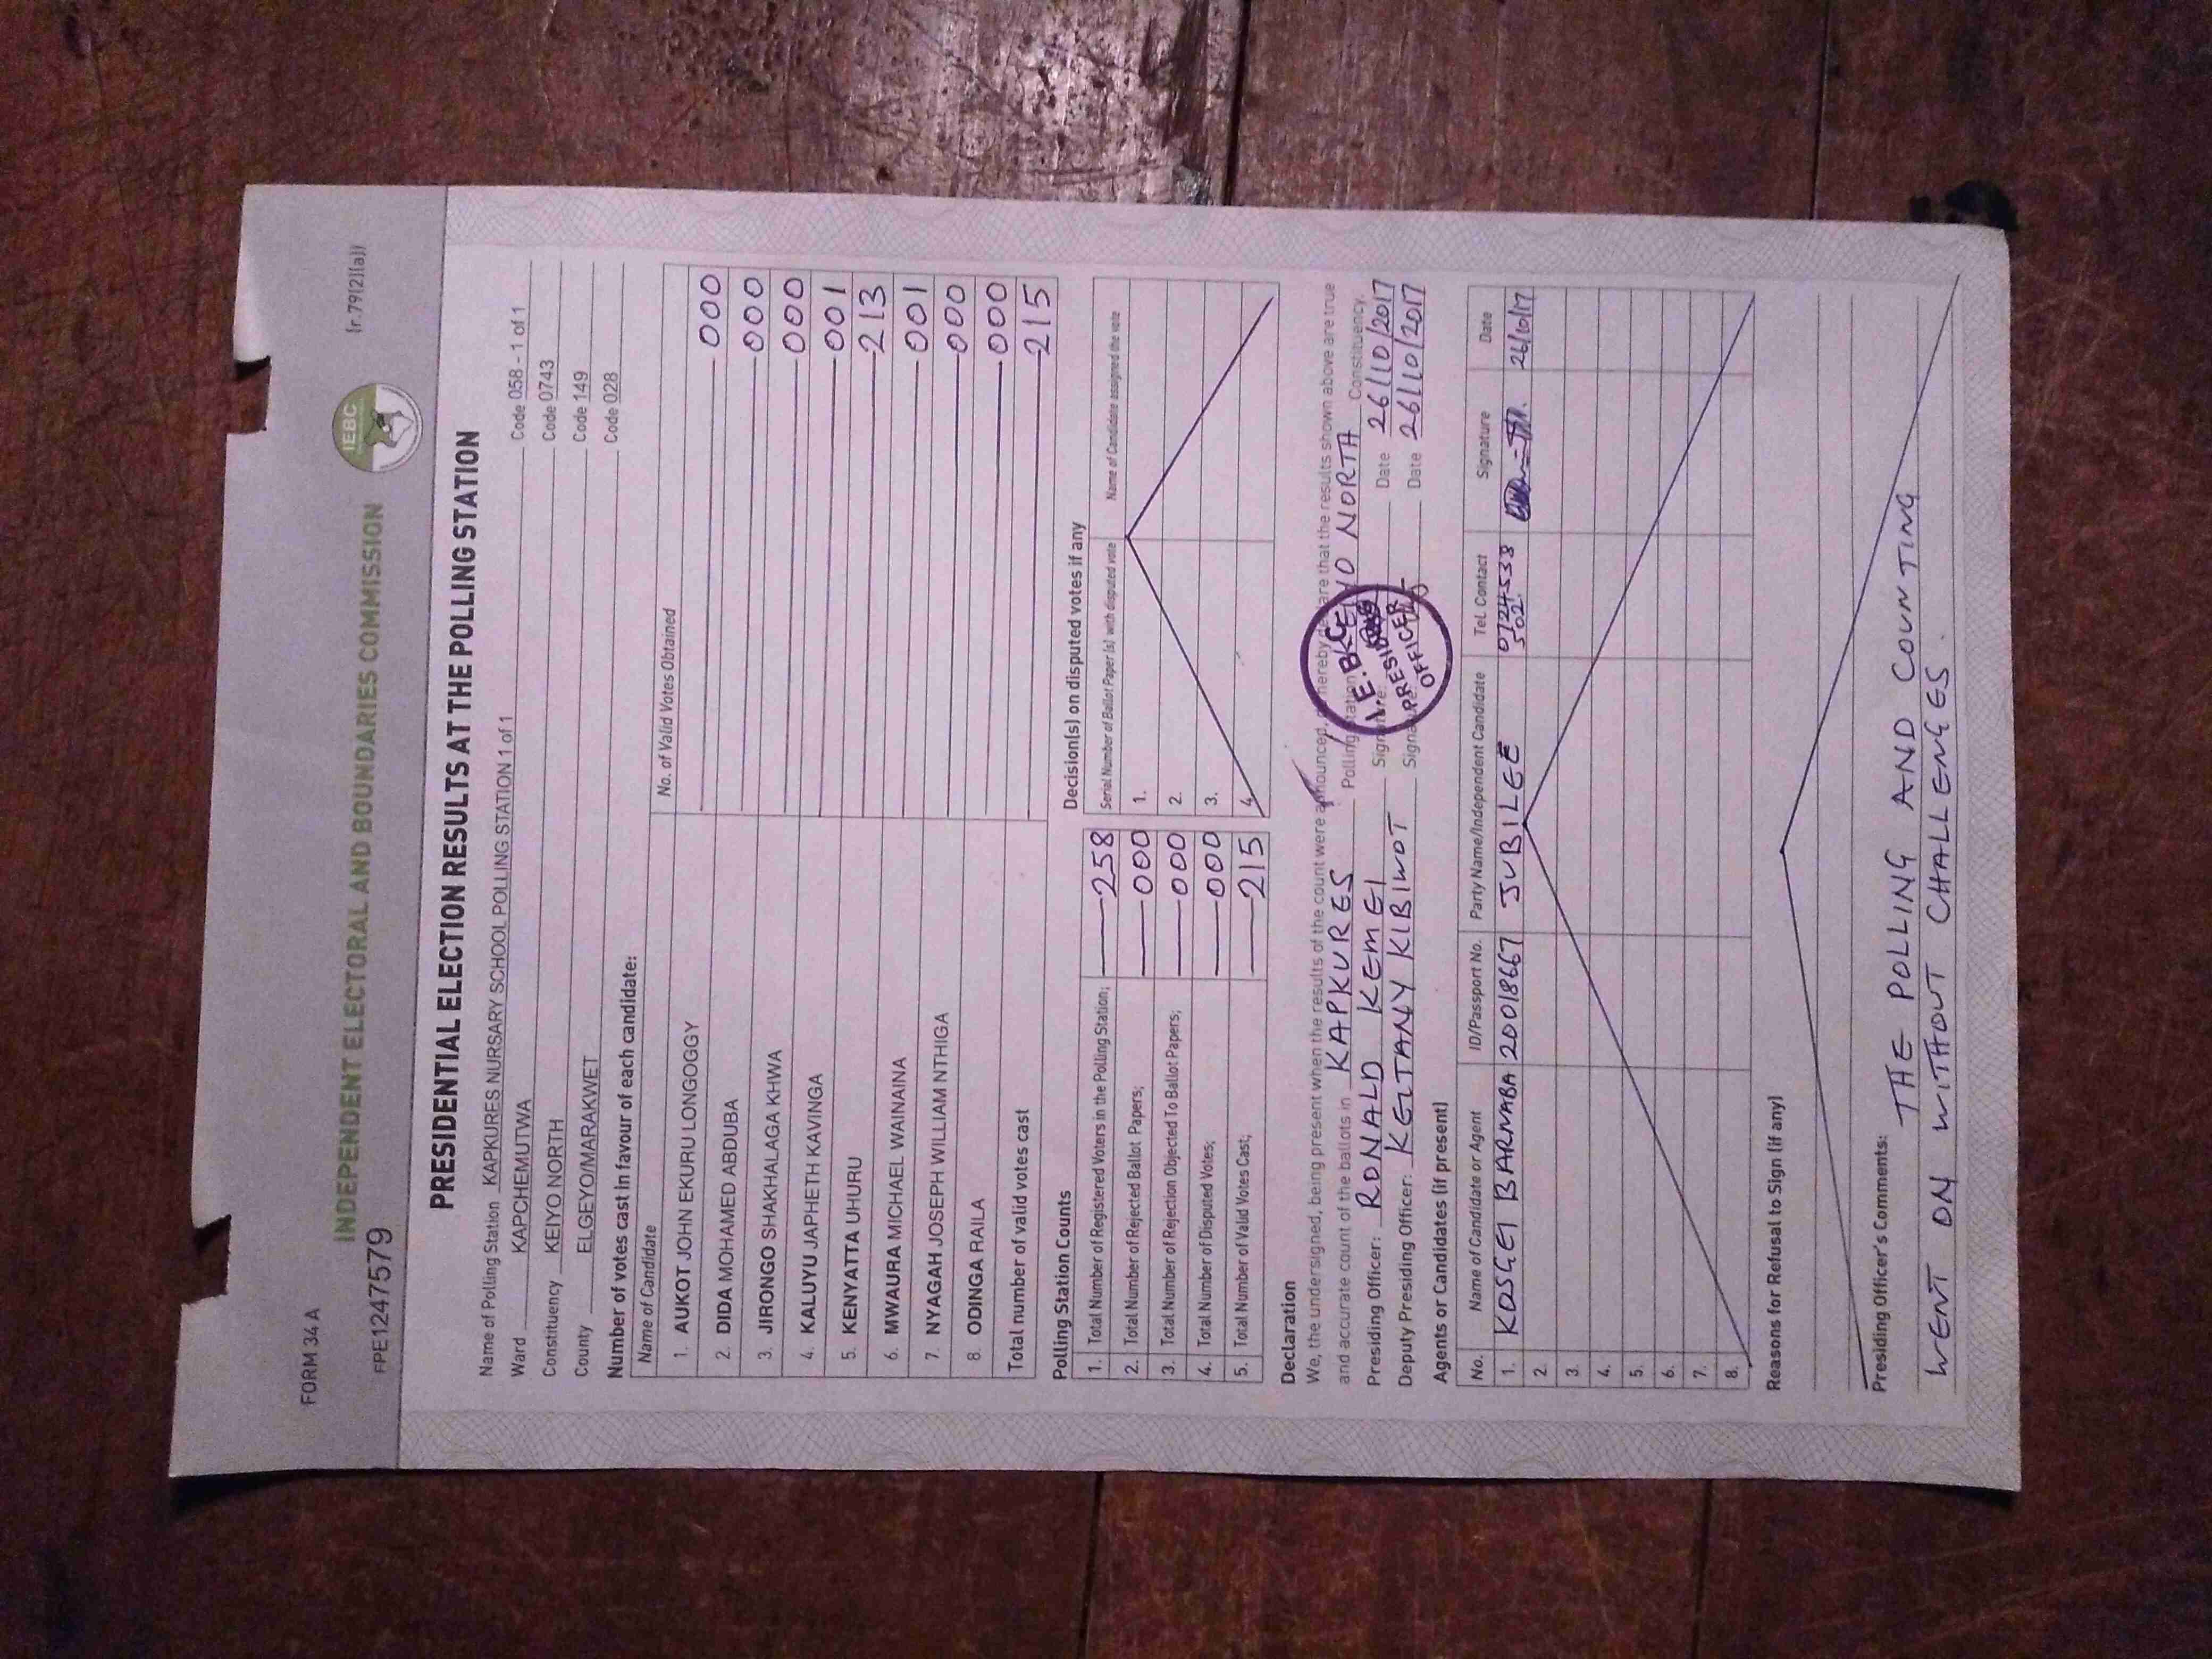 FORM 34 A
(r.79(2)(a))
INDEPENDENT ELECTORAL AND BOUNDARIES COMMISSION
IEBC
FPE1247579
PRESIDENTIAL ELECTION RESULTS AT THE POLLING STATION
Name of Polling Station KAPKURES NURSARY SCHOOL POLLING STATION 1 of 1 Code 058 - 1 of 1
Ward KAPCHEMUTWA Code 0743
Constituency KEIYO NORTH Code 149
County ELGEYO/MARAKWET Code 028
Number of votes cast in favour of each candidate:
Name of Candidate No. of Valid Votes Obtained
1. AUKOT JOHN EKURU LONGOGGY 000
2. DIDA MOHAMED ABDUBA 000
3. JIRONGO SHAKHALAGA KHWA 000
4. KALUYU JAPHETH KAVINGA 001
5. KENYATTA UHURU 213
6. MWAURA MICHAEL WAINAINA 001
7. NYAGAH JOSEPH WILLIAM NTHIGA 000
8. ODINGA RAILA 000
Total number of valid votes cast 215
Polling Station Counts
1. Total Number of Registered Voters in the Polling Station; 258
2. Total Number of Rejected Ballot Papers; 000
3. Total Number of Rejection Objected To Ballot Papers; 000
4. Total Number of Disputed Votes; 000
5. Total Number of Valid Votes Cast; 215
Decision(s) on disputed votes if any
Serial Number of Ballot Paper (s) with disputed vote Name of Candidate assigned the vote
1.
2.
3.
4.
Declaration
We, the undersigned, being present when the results of the count were announced, do hereby declare that the results shown above are true
and accurate count of the ballots in KAPKURES Polling Station KEIYO NORTH Constituency.
Presiding Officer: RONALD KEMEI Signature: Date 26/10/2017
Deputy Presiding Officer: KELTANY KIBIWOT Signature: Date 26/10/2017
I.E.B.C
PRESIDING
OFFICER
Agents or Candidates (if present)
No. Name of Candidate or Agent ID/Passport No. Party Name/Independent Candidate Tel. Contact Signature Date
1. KOSGEI BARNABA 20018667 JUBILEE 0724538502 26/10/17
2.
3.
4.
5.
6.
7.
8.
Reasons for Refusal to Sign (if any)
Presiding Officer's Comments: THE POLLING AND COUNTING
WENT ON WITHOUT CHALLENGES.